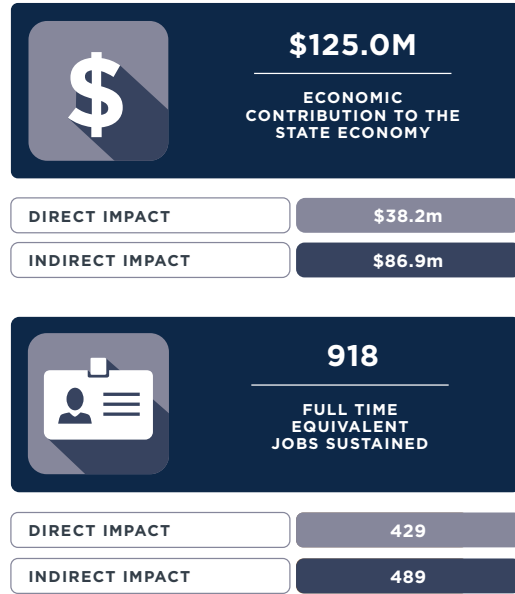 $125.0M
ECONOMIC
CONTRIBUTION TO THE
STATE ECONOMY
DIRECT IMPACT $38.2m
INDIRECT IMPACT $86.9m
918
FULL TIME
EQUIVALENT
JOBS SUSTAINED
DIRECT IMPACT 429
INDIRECT IMPACT 489